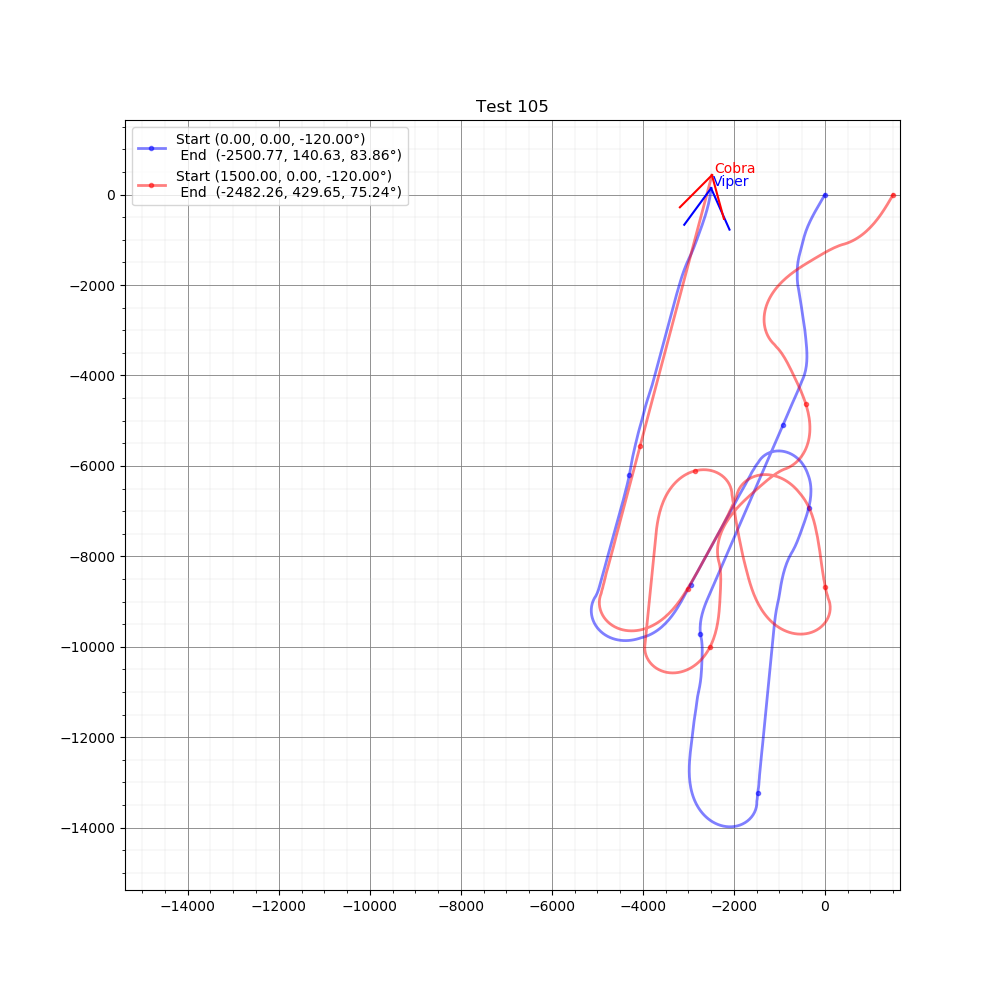 Test 105
Start (0.00, 0.00, -120.00°)
End (-2500.77, 140.63, 83.86°)
Start (1500.00, 0.00, -120.00°)
End (-2482.26, 429.65, 75.24°)
Cobra
Viper
0
−2000
−4000
−6000
−8000
−10000
−12000
−14000
−14000 −12000 −10000 −8000 −6000 −4000 −2000 0